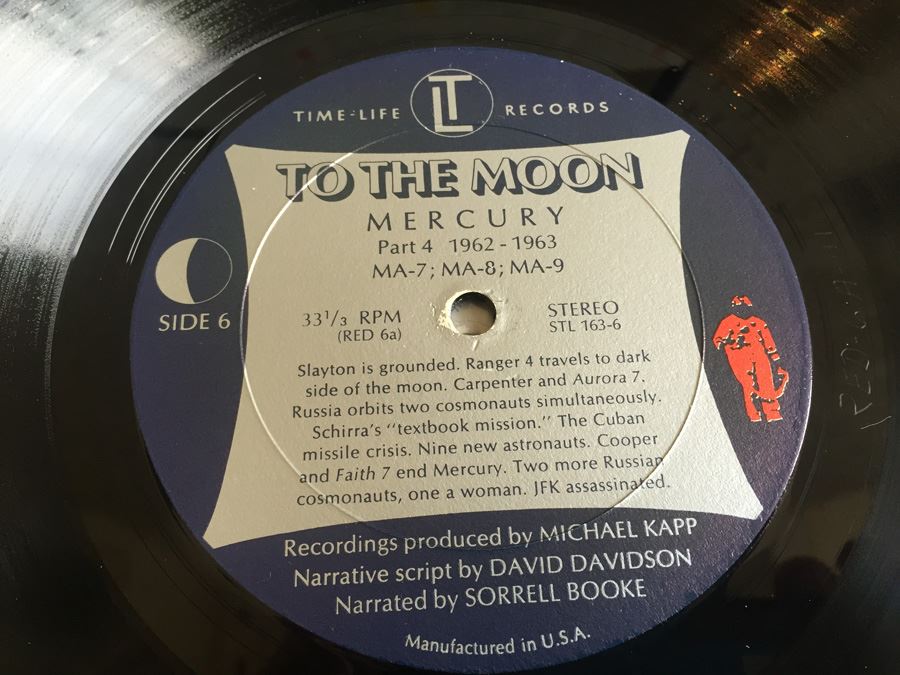 TIME-LIFE LT RECORDS
TO THE MOON
MERCURY
Part 4 1962 - 1963
MA-7; MA-8; MA-9
SIDE 6
33 1/3 RPM
(RED 6a)
STEREO
STL 163-6
Slayton is grounded. Ranger 4 travels to dark
side of the moon. Carpenter and Aurora 7.
Russia orbits two cosmonauts simultaneously.
Schirra's "textbook mission." The Cuban
missile crisis. Nine new astronauts. Cooper
and Faith 7 end Mercury. Two more Russian
cosmonauts, one a woman. JFK assassinated.
Recordings produced by MICHAEL KAPP
Narrative script by DAVID DAVIDSON
Narrated by SORRELL BOOKE
Manufactured in U.S.A.